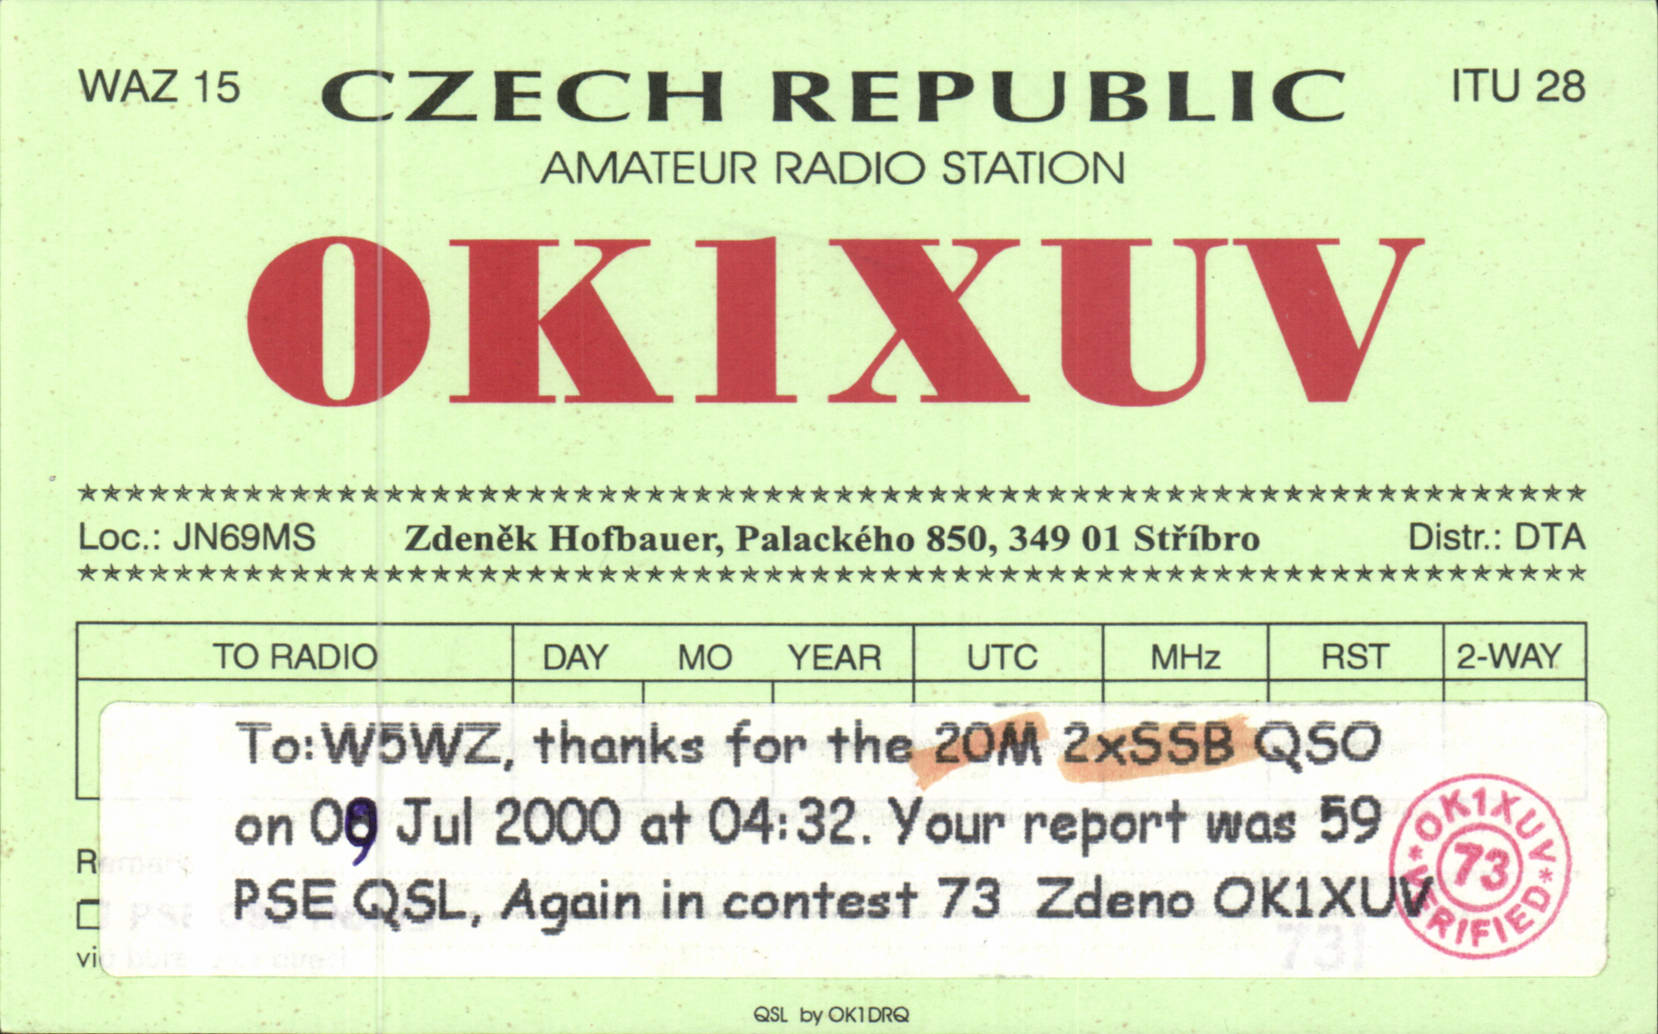 WAZ 15 CZECH REPUBLIC ITU 28
AMATEUR RADIO STATION
OK1XUV
Loc.: JN69MS Zdeněk Hofbauer, Palackého 850, 349 01 Stříbro Distr.: DTA
TO RADIO DAY MO YEAR UTC MHz RST 2-WAY
To:W5WZ, thanks for the 20M 2xSSB QSO
on 09 Jul 2000 at 04:32. Your report was 59
PSE QSL, Again in contest 73 Zdeno OK1XUV
*OK1XUV*
73
VERIFIED
QSL by OK1DRQ